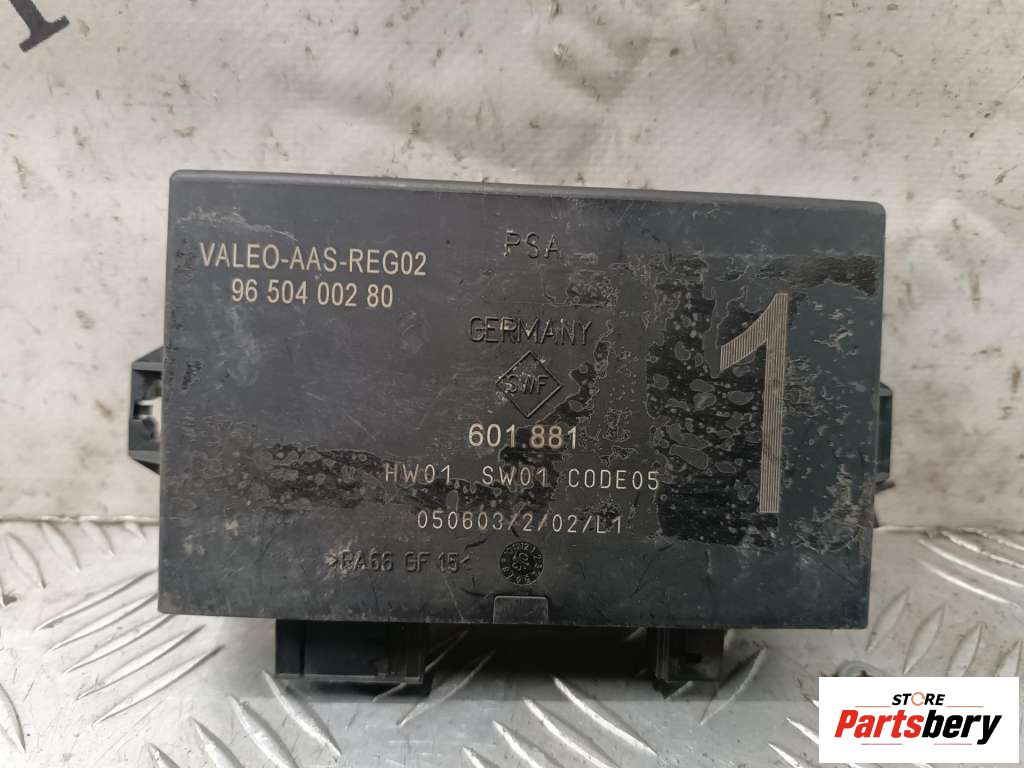 PSA
VALEO-AAS-REG02
96 504 002 80
GERMANY
SWF
1
601 881
HW01 SW01 CODE05
050603/2/02/L1
>PA66 GF 15<
STORE
Partsbery